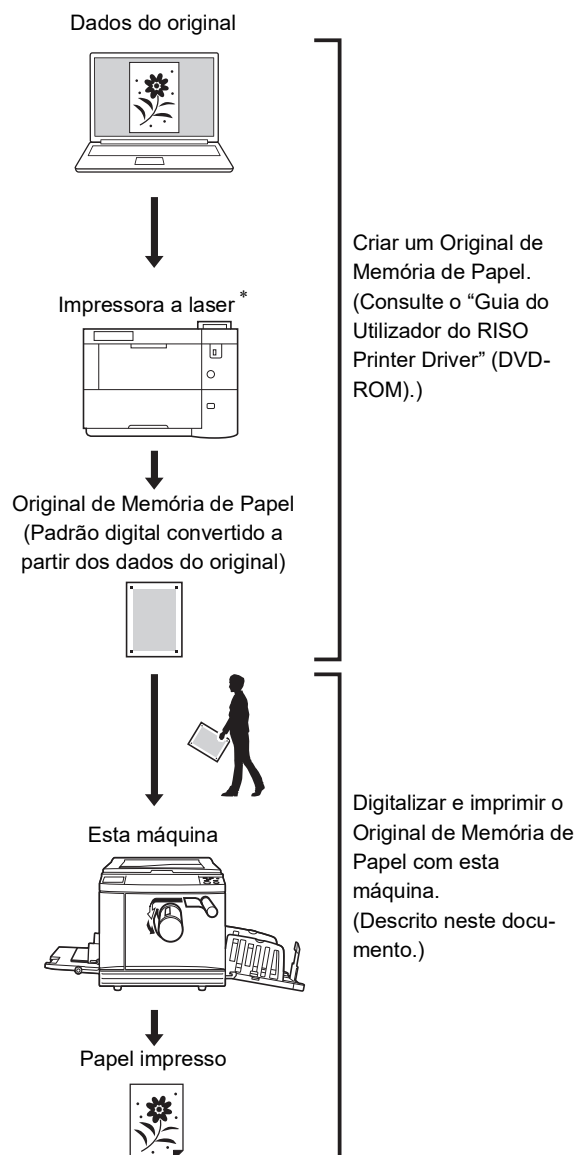 Dados do original
Criar um Original de
Memória de Papel.
(Consulte o “Guia do
Utilizador do RISO
Printer Driver” (DVD-
ROM).)
Impressora a laser*
Original de Memória de Papel
(Padrão digital convertido a
partir dos dados do original)
Esta máquina
Digitalizar e imprimir o
Original de Memória de
Papel com esta
máquina.
(Descrito neste docu-
mento.)
Papel impresso